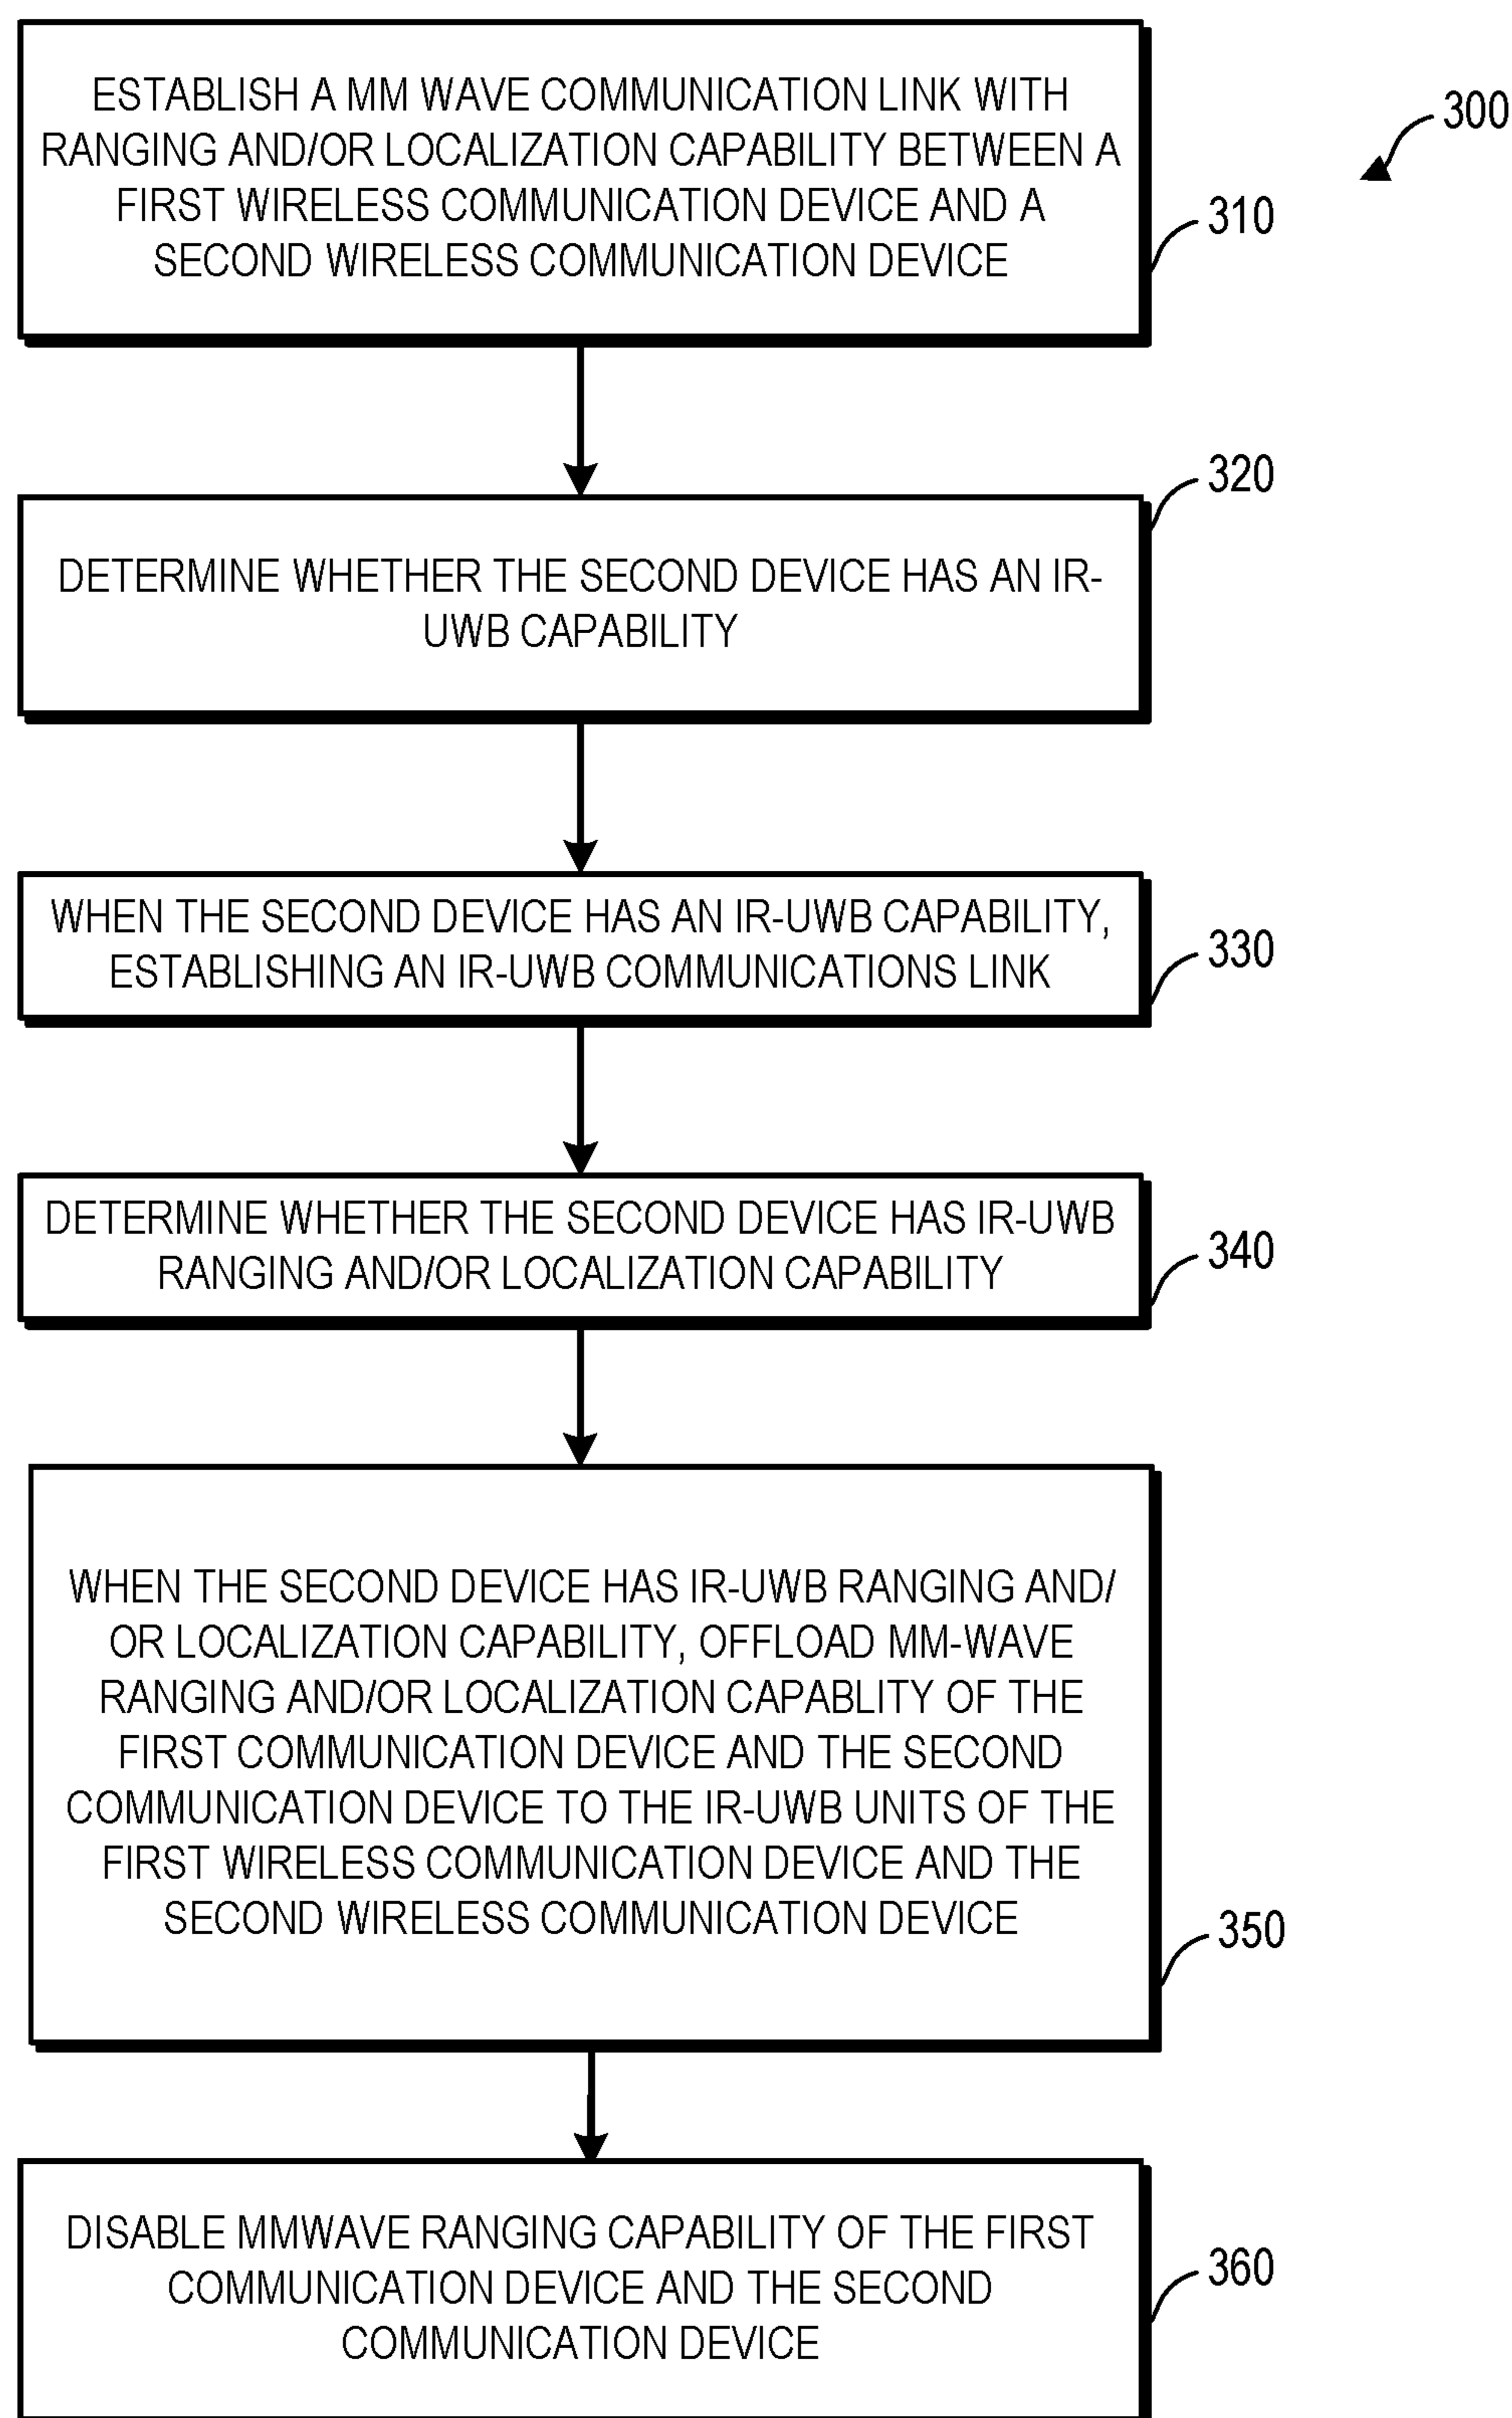 ESTABLISH A MM WAVE COMMUNICATION LINK WITH
RANGING AND/OR LOCALIZATION CAPABILITY BETWEEN A
FIRST WIRELESS COMMUNICATION DEVICE AND A
SECOND WIRELESS COMMUNICATION DEVICE
300
310
320
DETERMINE WHETHER THE SECOND DEVICE HAS AN IR-
UWB CAPABILITY
WHEN THE SECOND DEVICE HAS AN IR-UWB CAPABILITY,
ESTABLISHING AN IR-UWB COMMUNICATIONS LINK
330
DETERMINE WHETHER THE SECOND DEVICE HAS IR-UWB
RANGING AND/OR LOCALIZATION CAPABILITY
340
WHEN THE SECOND DEVICE HAS IR-UWB RANGING AND/
OR LOCALIZATION CAPABILITY, OFFLOAD MM-WAVE
RANGING AND/OR LOCALIZATION CAPABLITY OF THE
FIRST COMMUNICATION DEVICE AND THE SECOND
COMMUNICATION DEVICE TO THE IR-UWB UNITS OF THE
FIRST WIRELESS COMMUNICATION DEVICE AND THE
SECOND WIRELESS COMMUNICATION DEVICE
350
DISABLE MMWAVE RANGING CAPABILITY OF THE FIRST
COMMUNICATION DEVICE AND THE SECOND
COMMUNICATION DEVICE
360